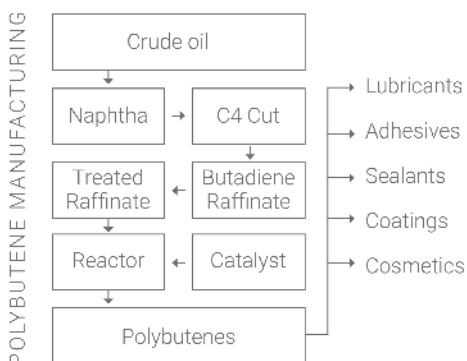 POLYBUTENE MANUFACTURING
Crude oil
Naphtha
C4 Cut
Treated
Raffinate
Butadiene
Raffinate
Reactor
Catalyst
Polybutenes
Lubricants
Adhesives
Sealants
Coatings
Cosmetics